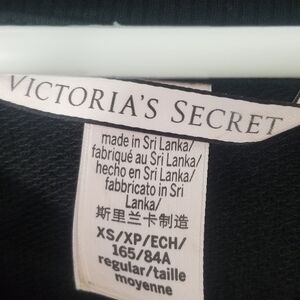 VICTORIA'S SECRET
made in Sri Lanka/
fabriqué au Sri Lanka/
hecho en Sri Lanka/
fabbricato in Sri
Lanka/
斯里兰卡制造
XS/XP/ECH/
165/84A
regular/taille
moyenne